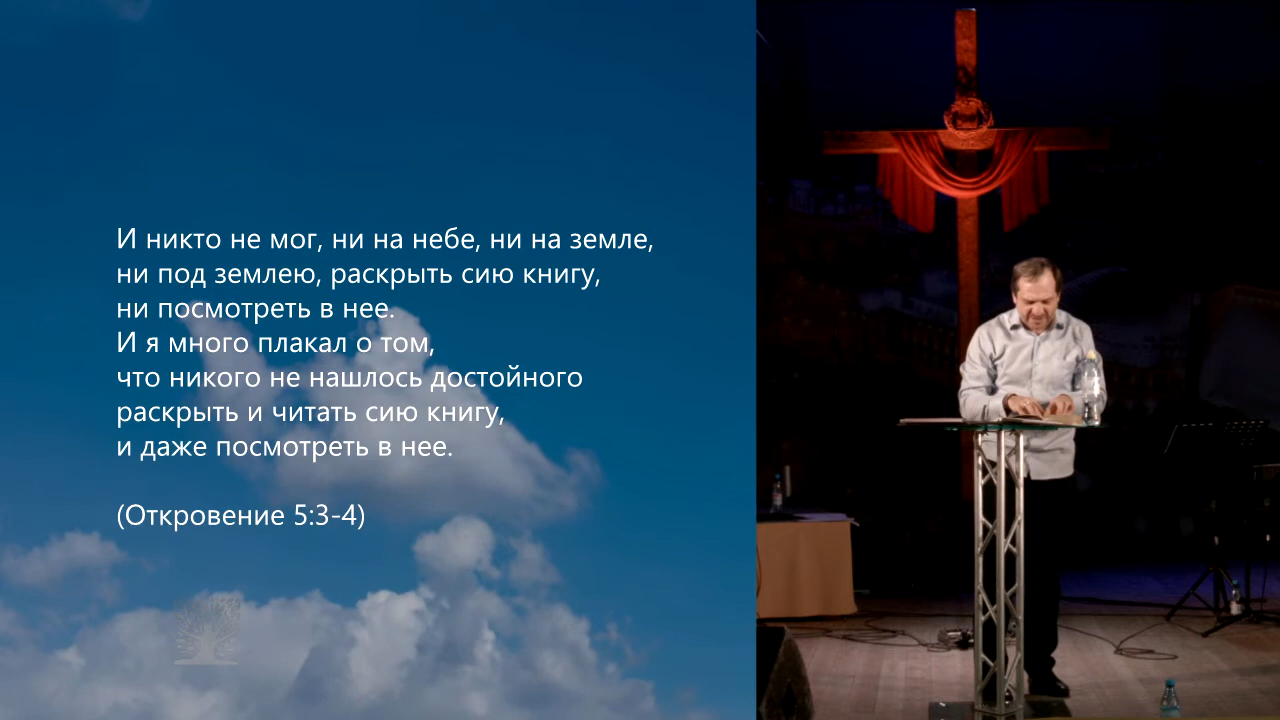 И никто не мог, ни на небе, ни на земле,
ни под землею, раскрыть сию книгу,
ни посмотреть в нее.
И я много плакал о том,
что никого не нашлось достойного
раскрыть и читать сию книгу,
и даже посмотреть в нее.
(Откровение 5:3-4)